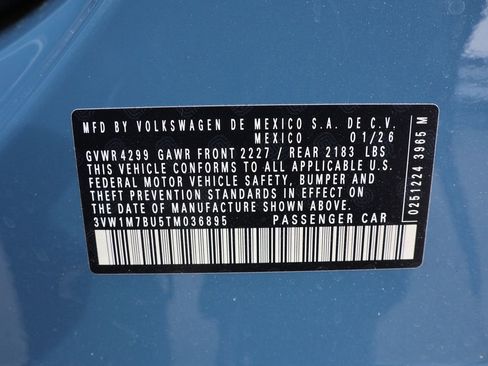 MFD BY VOLKSWAGEN DE MEXICO S.A. DE C.V.
MEXICO 01/26
GVWR 4299 GAWR FRONT 2227 / REAR 2183 LBS
THIS VEHICLE CONFORMS TO ALL APPLICABLE U.S.
FEDERAL MOTOR VEHICLE SAFETY, BUMPER AND
THEFT PREVENTION STANDARDS IN EFFECT ON THE
DATE OF MANUFACTURE SHOWN ABOVE.
3VW1M7BU5TM036895 PASSENGER CAR
0251224 3965 M